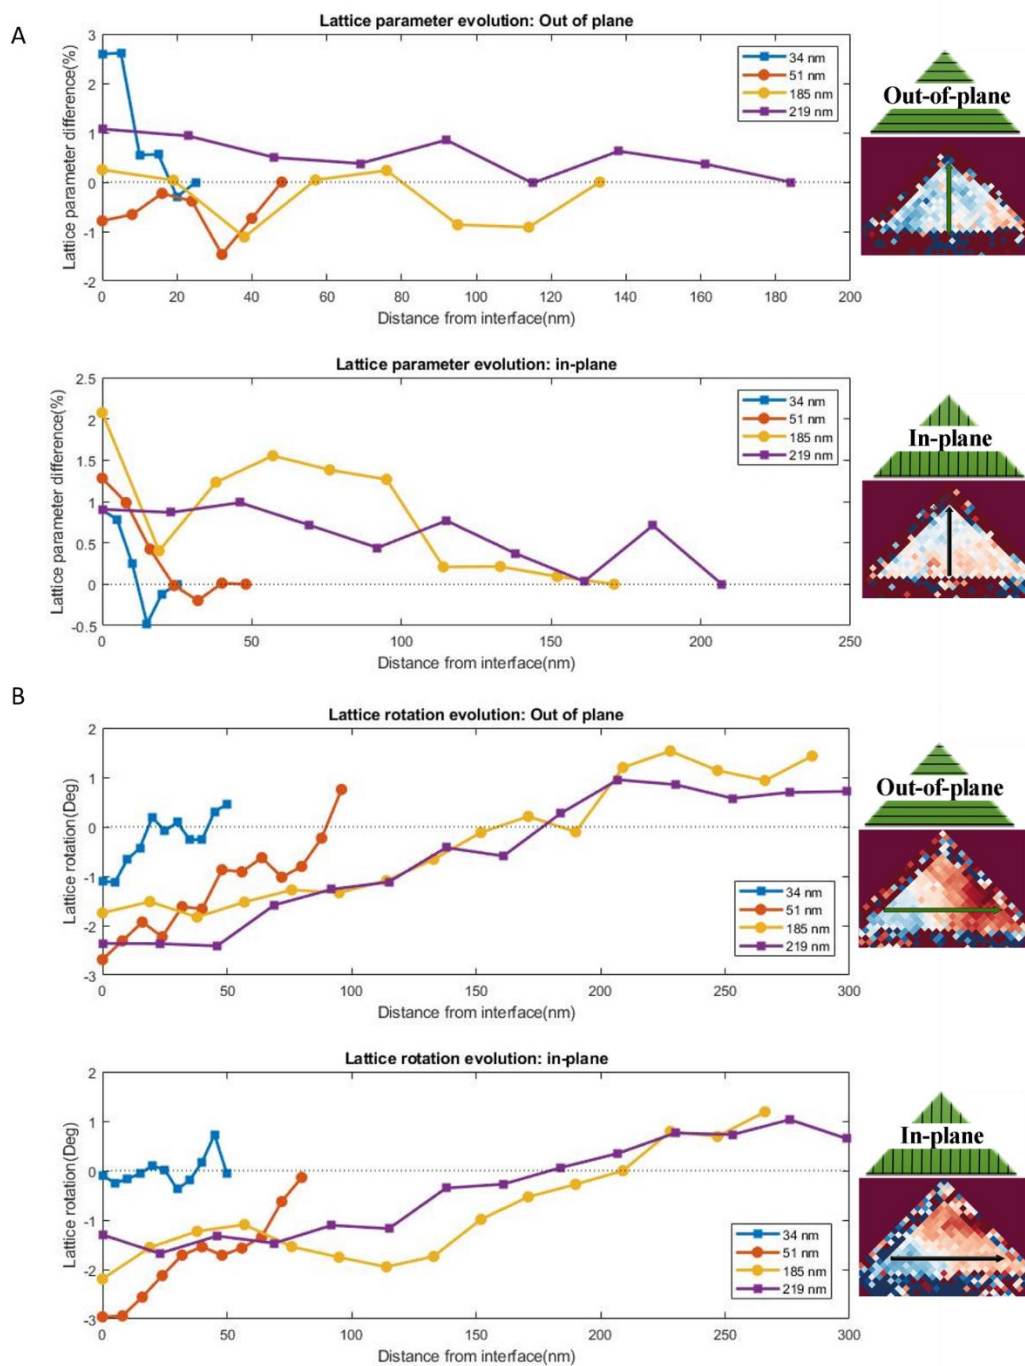 A
Lattice parameter evolution: Out of plane
Lattice parameter difference(%)
3
2
1
0
-1
-2
34 nm
51 nm
185 nm
219 nm
0 20 40 60 80 100 120 140 160 180 200
Distance from interface(nm)
Out-of-plane
Lattice parameter evolution: in-plane
Lattice parameter difference(%)
2.5
2
1.5
1
0.5
0
-0.5
34 nm
51 nm
185 nm
219 nm
0 50 100 150 200 250
Distance from interface(nm)
In-plane
B
Lattice rotation evolution: Out of plane
Lattice rotation(Deg)
2
1
0
-1
-2
-3
34 nm
51 nm
185 nm
219 nm
0 50 100 150 200 250 300
Distance from interface(nm)
Out-of-plane
Lattice rotation evolution: in-plane
Lattice rotation(Deg)
2
1
0
-1
-2
-3
34 nm
51 nm
185 nm
219 nm
0 50 100 150 200 250 300
Distance from interface(nm)
In-plane